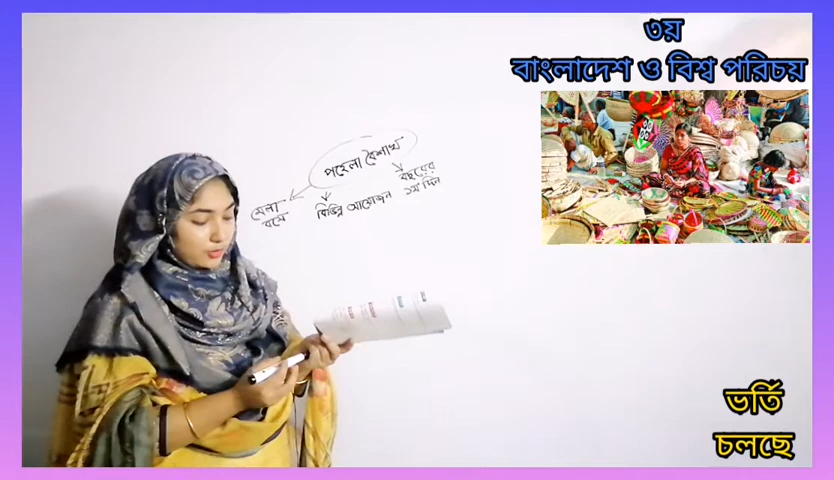 ৩য়
বাংলাদেশ ও বিশ্ব পরিচয়
পহেলা বৈশাখ
মেলা
বসে
বিভিন্ন আয়োজন
বছরের
১ম দিন
ভর্তি
চলছে